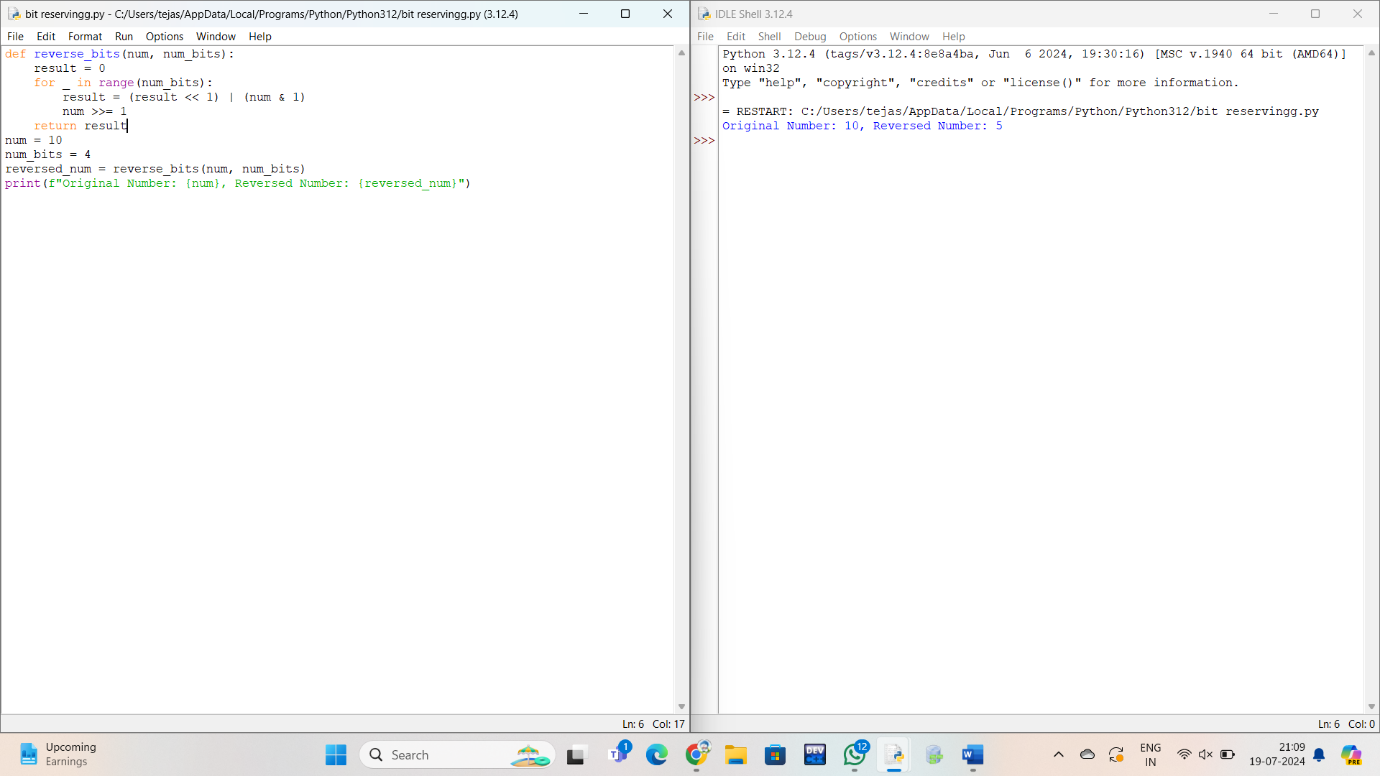 bit reservingg.py - C:/Users/tejas/AppData/Local/Programs/Python/Python312/bit reservingg.py (3.12.4)
File Edit Format Run Options Window Help
def reverse_bits(num, num_bits):
    result = 0
    for _ in range(num_bits):
        result = (result << 1) | (num & 1)
        num >>= 1
    return result
num = 10
num_bits = 4
reversed_num = reverse_bits(num, num_bits)
print(f"Original Number: {num}, Reversed Number: {reversed_num}")
Ln: 6 Col: 17
IDLE Shell 3.12.4
File Edit Shell Debug Options Window Help
Python 3.12.4 (tags/v3.12.4:8e8a4ba, Jun  6 2024, 19:30:16) [MSC v.1940 64 bit (AMD64)]
on win32
Type "help", "copyright", "credits" or "license()" for more information.
>>>
= RESTART: C:/Users/tejas/AppData/Local/Programs/Python/Python312/bit reservingg.py
Original Number: 10, Reversed Number: 5
>>>
Ln: 6 Col: 0
Upcoming
Earnings
Search
1
DEV
12
W
ENG
IN
21:09
19-07-2024
PRE